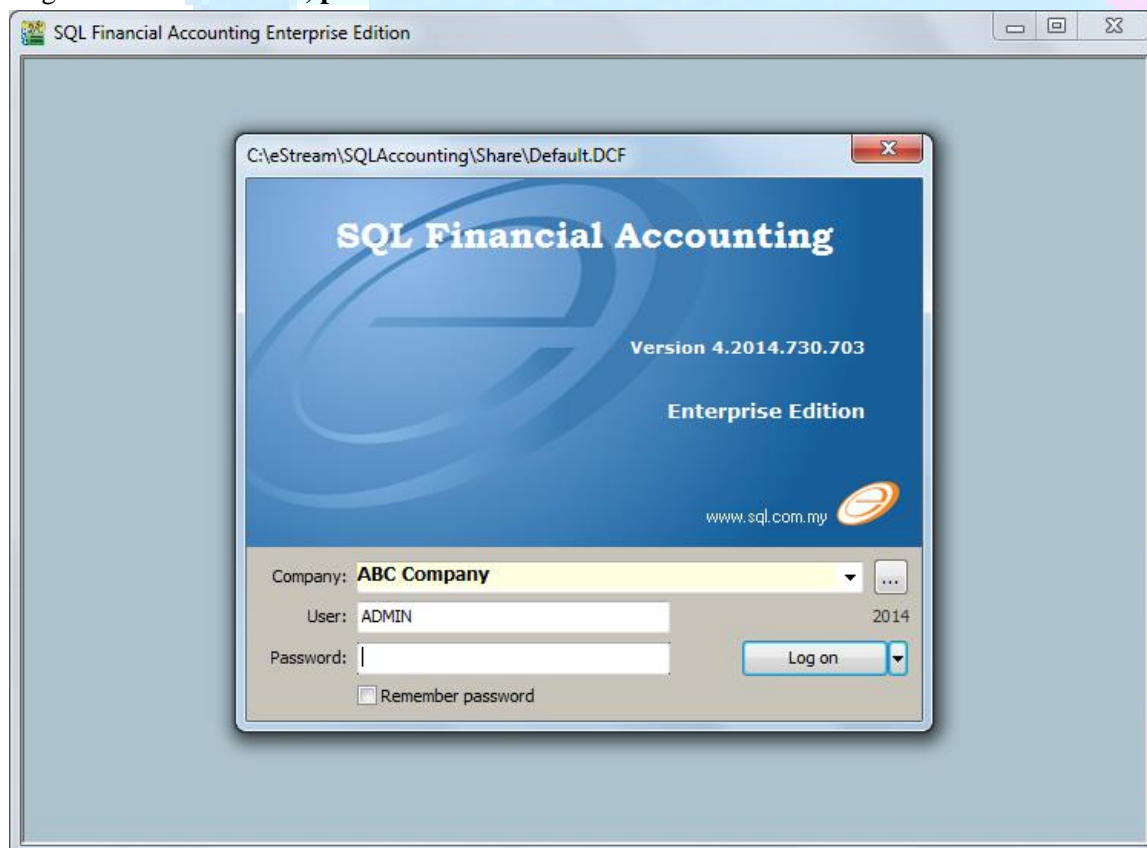 SQL Financial Accounting Enterprise Edition
C:\eStream\SQLAccounting\Share\Default.DCF
SQL Financial Accounting
Version 4.2014.730.703
Enterprise Edition
www.sql.com.my
Company: ABC Company ...
User: ADMIN 2014
Password: Log on
Remember password